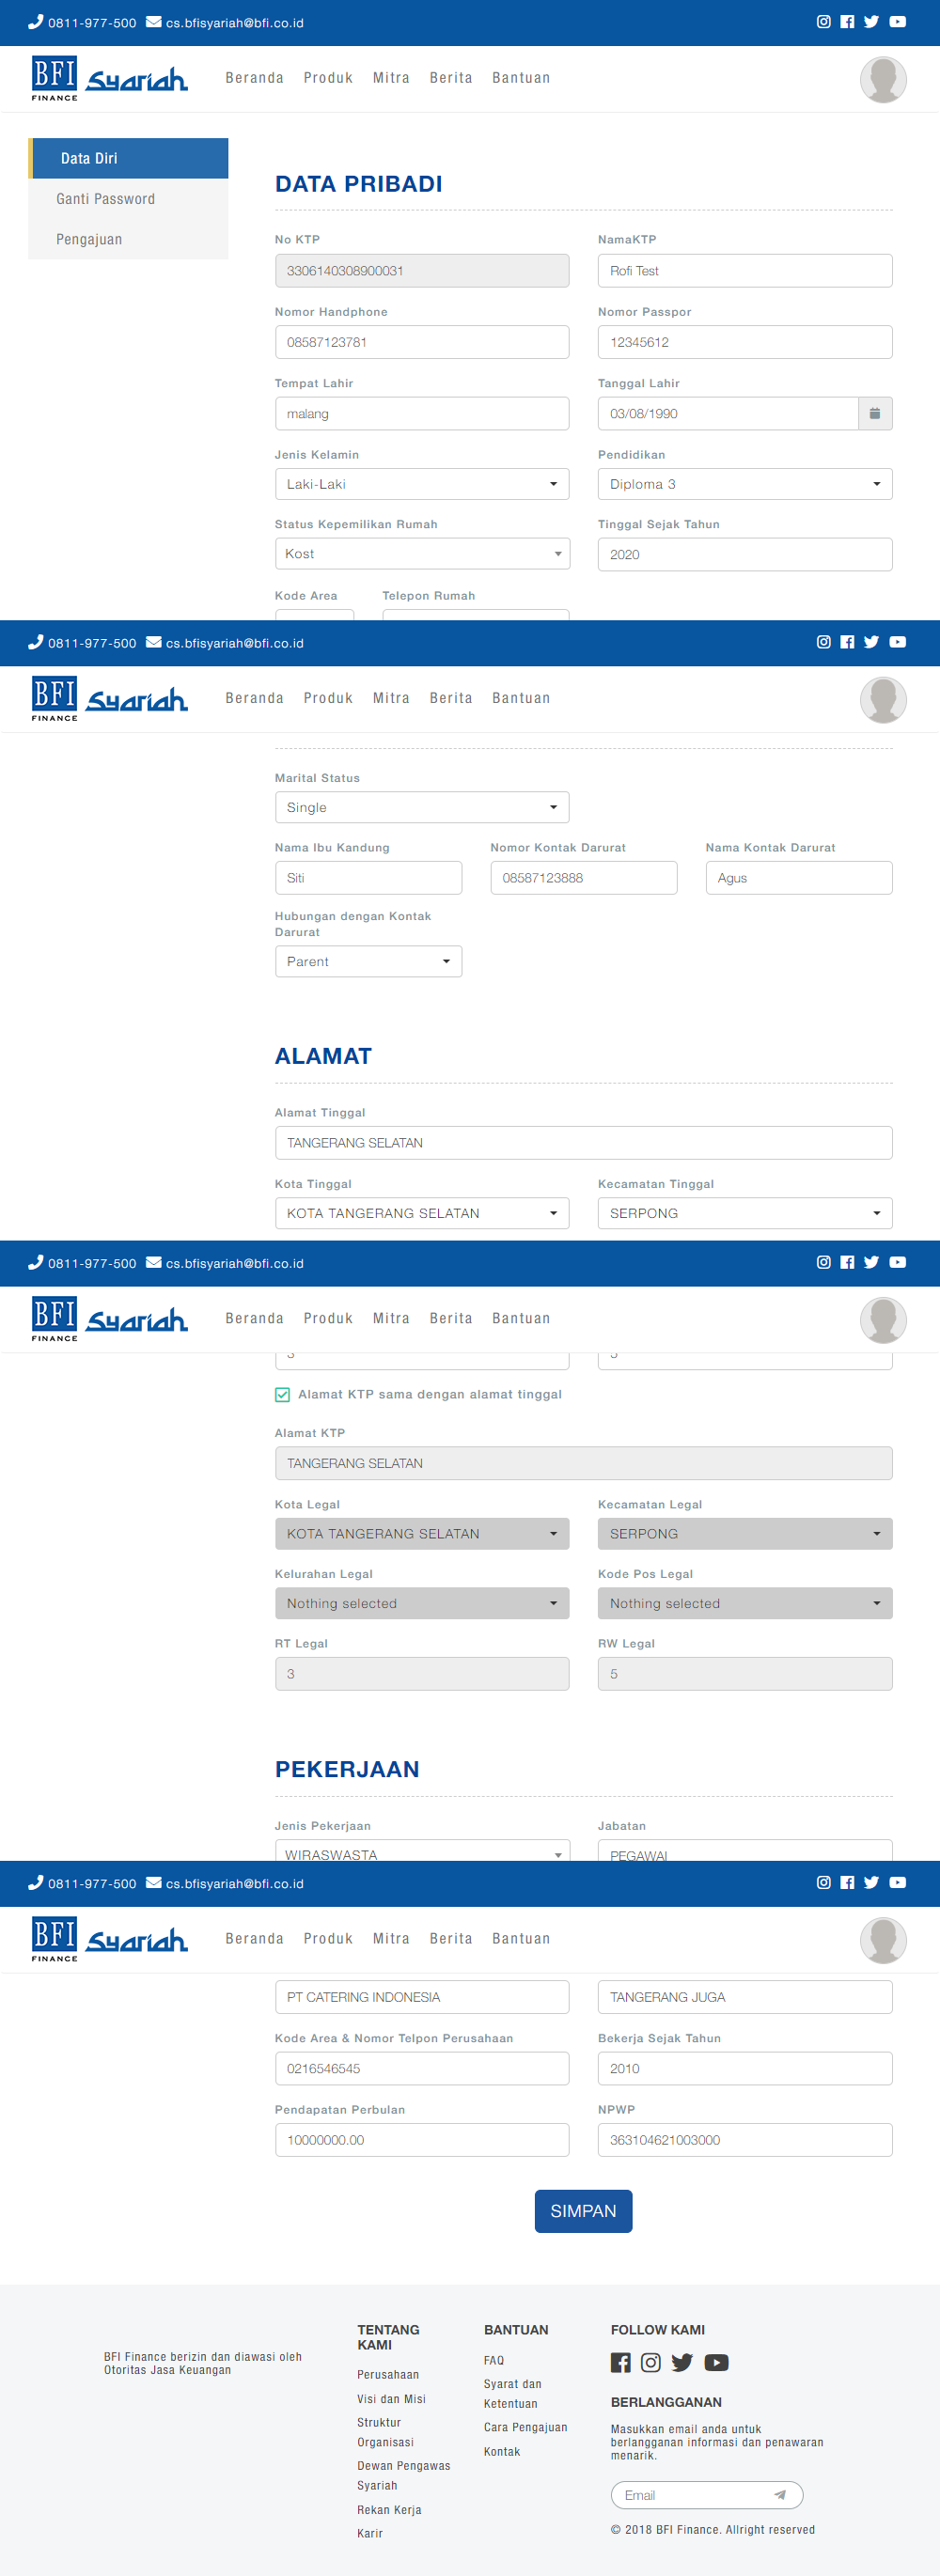 0811-977-500 cs.bfisyariah@bfi.co.id
BFI FINANCE Syariah Beranda Produk Mitra Berita Bantuan
Data Diri
Ganti Password
Pengajuan
DATA PRIBADI
No KTP NamaKTP
3306140308900031 Rofi Test
Nomor Handphone Nomor Passpor
08587123781 12345612
Tempat Lahir Tanggal Lahir
malang 03/08/1990
Jenis Kelamin Pendidikan
Laki-Laki Diploma 3
Status Kepemilikan Rumah Tinggal Sejak Tahun
Kost 2020
Kode Area Telepon Rumah
0811-977-500 cs.bfisyariah@bfi.co.id
BFI FINANCE Syariah Beranda Produk Mitra Berita Bantuan
Marital Status
Single
Nama Ibu Kandung Nomor Kontak Darurat Nama Kontak Darurat
Siti 08587123888 Agus
Hubungan dengan Kontak
Darurat
Parent
ALAMAT
Alamat Tinggal
TANGERANG SELATAN
Kota Tinggal Kecamatan Tinggal
KOTA TANGERANG SELATAN SERPONG
0811-977-500 cs.bfisyariah@bfi.co.id
BFI FINANCE Syariah Beranda Produk Mitra Berita Bantuan
Alamat KTP sama dengan alamat tinggal
Alamat KTP
TANGERANG SELATAN
Kota Legal Kecamatan Legal
KOTA TANGERANG SELATAN SERPONG
Kelurahan Legal Kode Pos Legal
Nothing selected Nothing selected
RT Legal RW Legal
3 5
PEKERJAAN
Jenis Pekerjaan Jabatan
WIRASWASTA PEGAWAI
0811-977-500 cs.bfisyariah@bfi.co.id
BFI FINANCE Syariah Beranda Produk Mitra Berita Bantuan
PT CATERING INDONESIA TANGERANG JUGA
Kode Area & Nomor Telpon Perusahaan Bekerja Sejak Tahun
0216546545 2010
Pendapatan Perbulan NPWP
10000000.00 363104621003000
SIMPAN
BFI Finance berizin dan diawasi oleh
Otoritas Jasa Keuangan
TENTANG
KAMI
Perusahaan
Visi dan Misi
Struktur
Organisasi
Dewan Pengawas
Syariah
Rekan Kerja
Karir
BANTUAN
FAQ
Syarat dan
Ketentuan
Cara Pengajuan
Kontak
FOLLOW KAMI
BERLANGGANAN
Masukkan email anda untuk
berlangganan informasi dan penawaran
menarik.
Email
© 2018 BFI Finance. Allright reserved